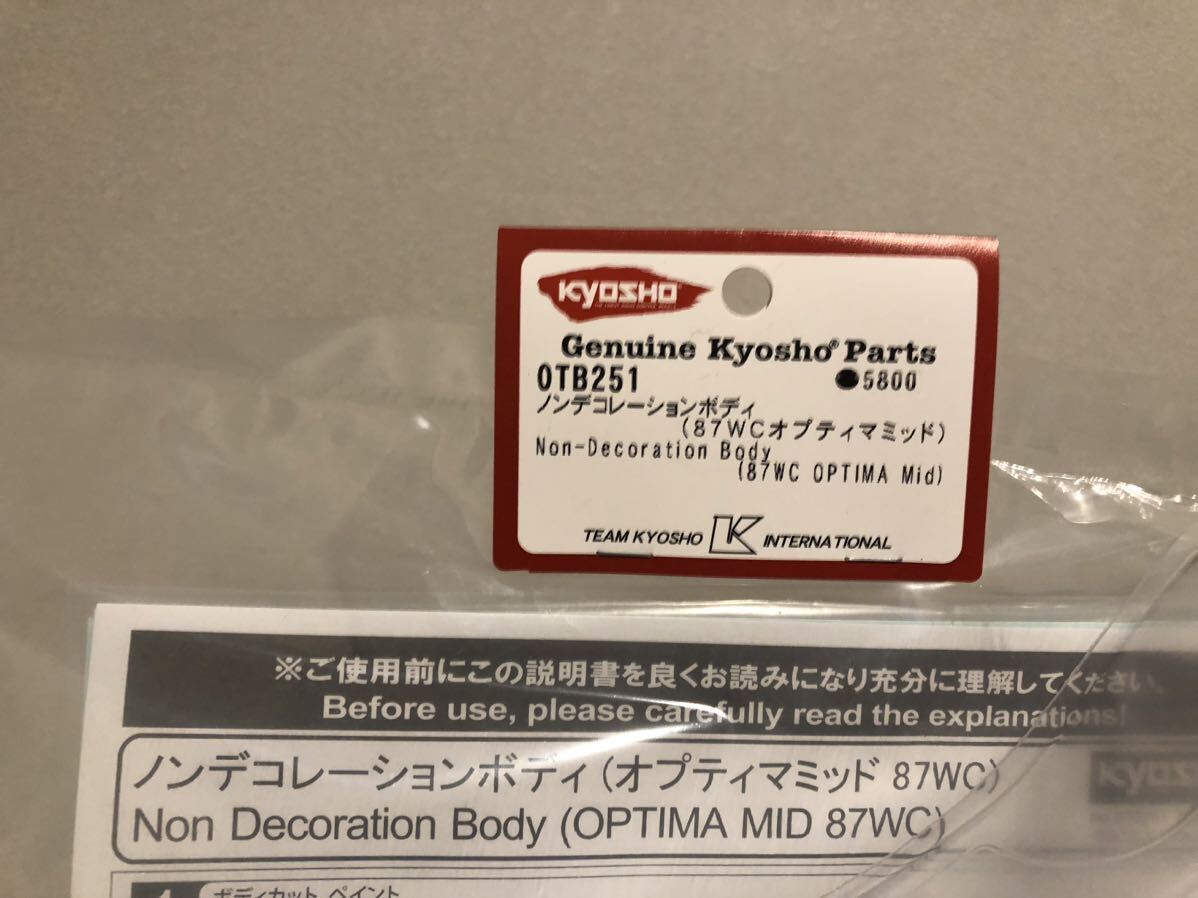 KYOSHO
Genuine Kyosho® Parts
OTB251 ●5800
ノンデコレーションボディ
(87WCオプティマミッド)
Non-Decoration Body
(87WC OPTIMA Mid)
TEAM KYOSHO K INTERNATIONAL
※ご使用前にこの説明書を良くお読みになり充分に理解してください。
Before use, please carefully read the explanations!
ノンデコレーションボディ(オプティマミッド 87WC)
Non Decoration Body (OPTIMA MID 87WC)
KYOSHO
1 ボディカット、ペイント